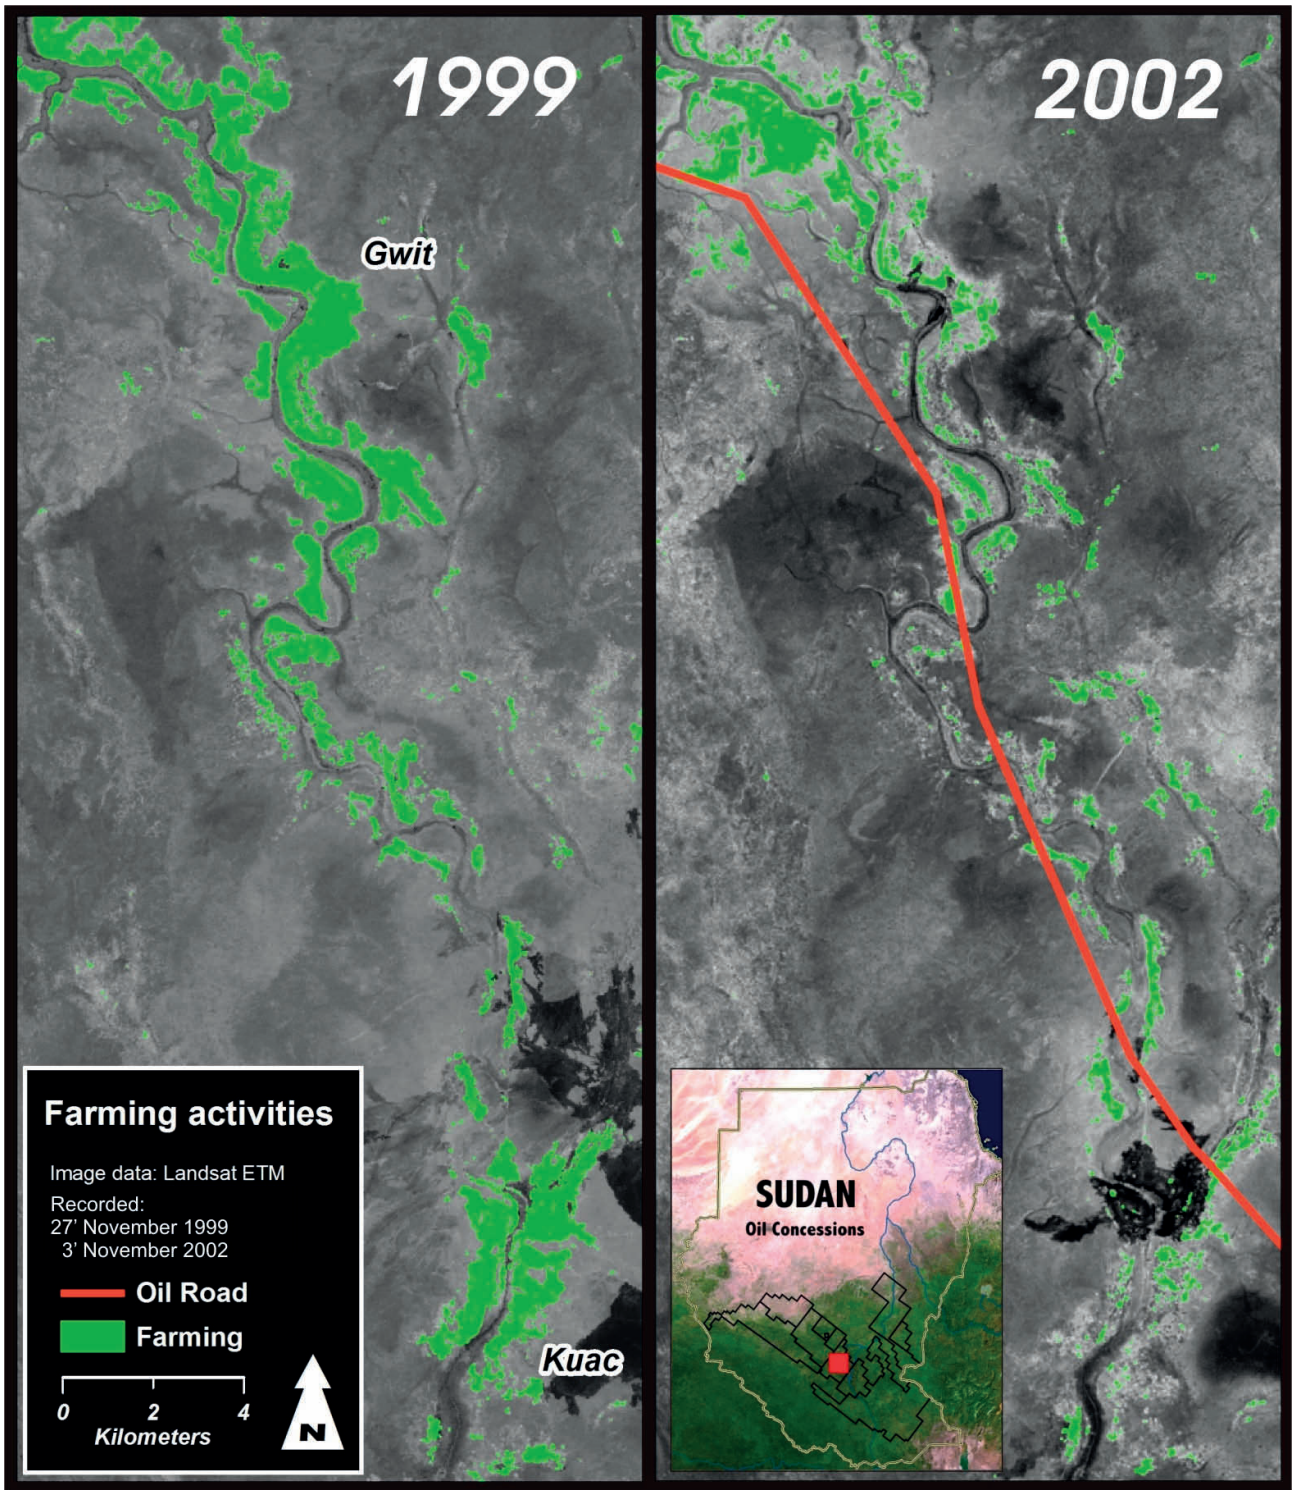 1999
2002
Gwit
Kuac
Farming activities
Image data: Landsat ETM
Recorded:
27' November 1999
3' November 2002
Oil Road
Farming
0 2 4
Kilometers
N
SUDAN
Oil Concessions